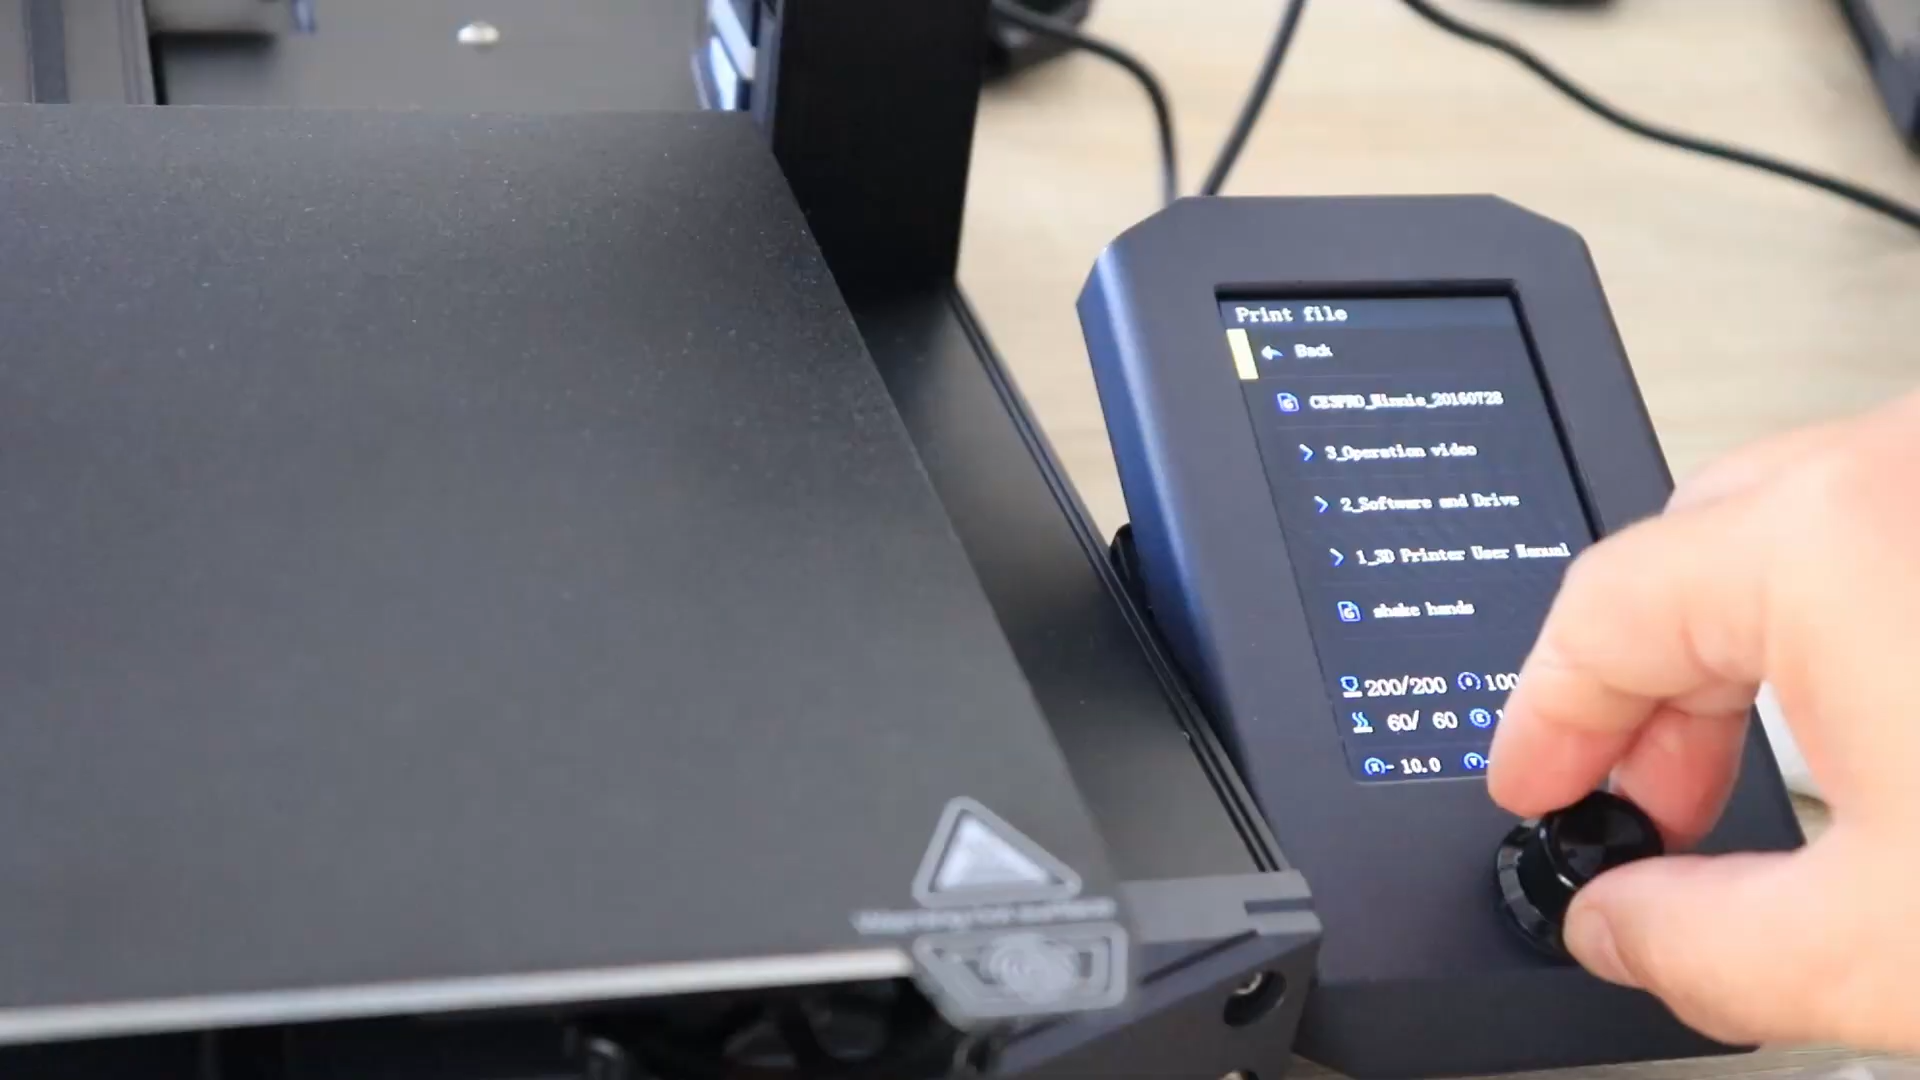 Print file
Back
3_Operation video
2_Software and Drive
1_3D Printer User Manual
shake hands
200/200 100
60/ 60
- 10.0